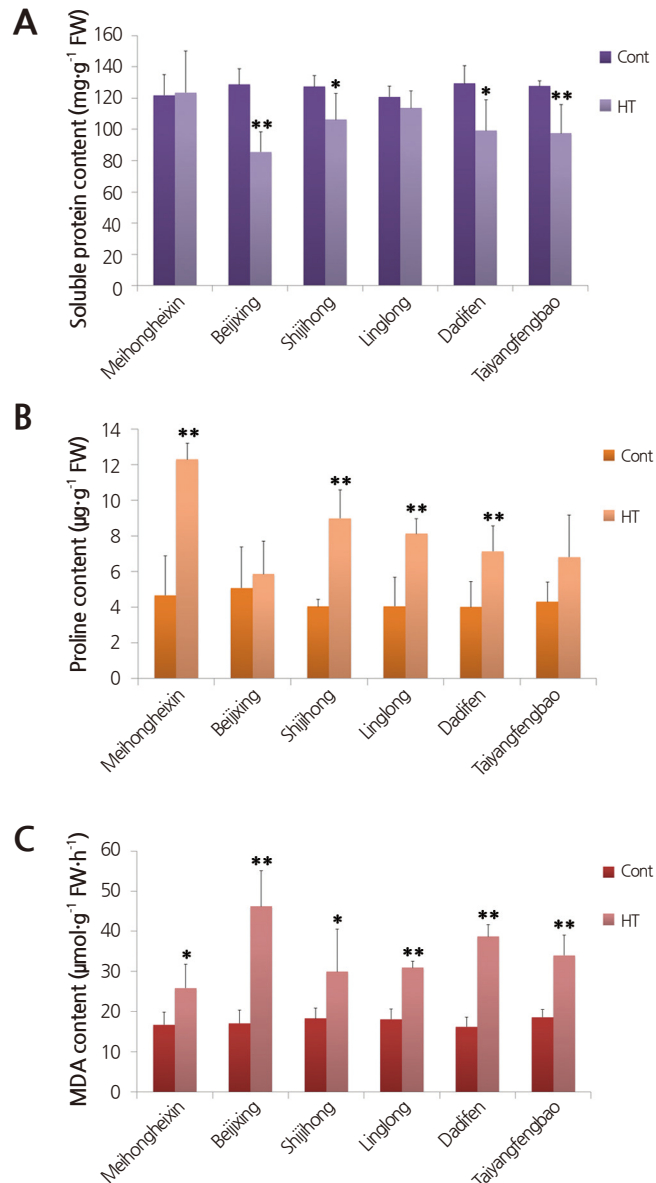 A
Soluble protein content (mg·g⁻¹ FW)
160
140
120
100
80
60
40
20
0
** * * **
Cont
HT
Meihongheixin Beijixing Shijihong Linglong Dadifen Taiyangfengbao
B
Proline content (µg·g⁻¹ FW)
14
12
10
8
6
4
2
0
** ** ** **
Cont
HT
Meihongheixin Beijixing Shijihong Linglong Dadifen Taiyangfengbao
C
MDA content (µmol·g⁻¹ FW·h⁻¹)
60
50
40
30
20
10
0
* ** * ** ** **
Cont
HT
Meihongheixin Beijixing Shijihong Linglong Dadifen Taiyangfengbao